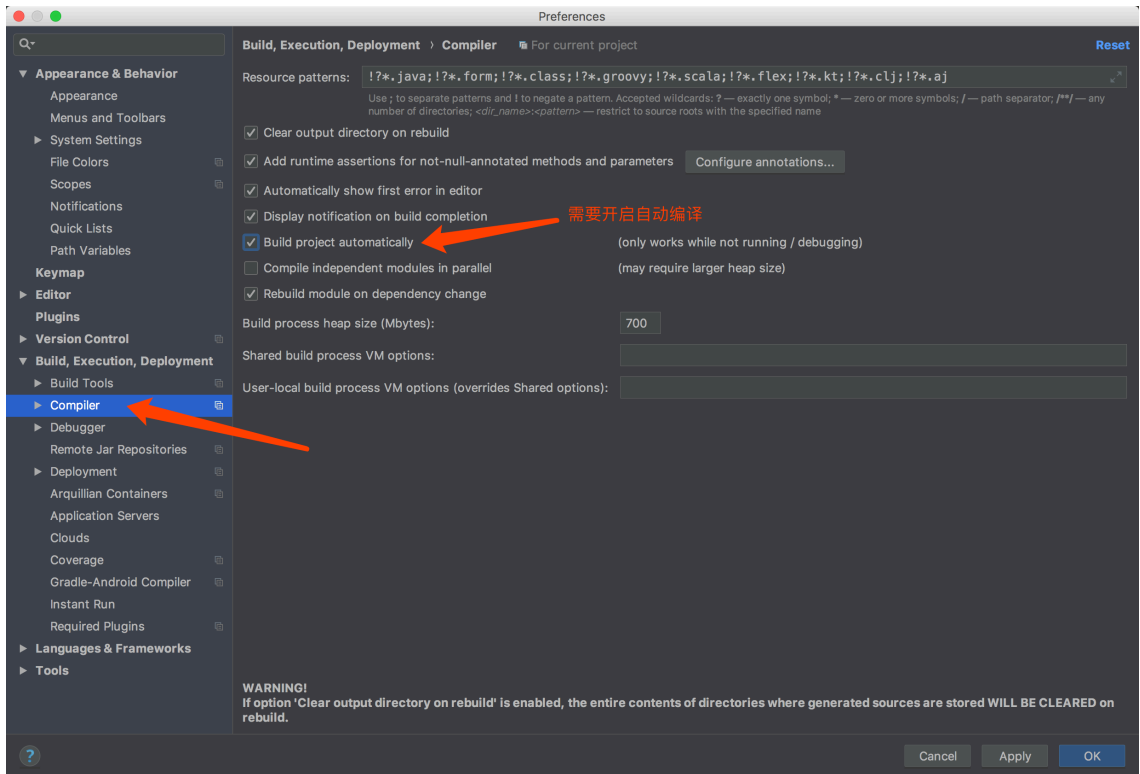 Preferences
Appearance & Behavior
Appearance
Menus and Toolbars
System Settings
File Colors
Scopes
Notifications
Quick Lists
Path Variables
Keymap
Editor
Plugins
Version Control
Build, Execution, Deployment
Build Tools
Compiler
Debugger
Remote Jar Repositories
Deployment
Arquillian Containers
Application Servers
Clouds
Coverage
Gradle-Android Compiler
Instant Run
Required Plugins
Languages & Frameworks
Tools
Build, Execution, Deployment › Compiler For current project Reset
Resource patterns: !?*.java;!?*.form;!?*.class;!?*.groovy;!?*.scala;!?*.flex;!?*.kt;!?*.clj;!?*.aj
Use ; to separate patterns and ! to negate a pattern. Accepted wildcards: ? — exactly one symbol; * — zero or more symbols; / — path separator; /**/ — any
number of directories; <dir_name>:<pattern> — restrict to source roots with the specified name
Clear output directory on rebuild
Add runtime assertions for not-null-annotated methods and parameters Configure annotations...
Automatically show first error in editor
Display notification on build completion 需要开启自动编译
Build project automatically (only works while not running / debugging)
Compile independent modules in parallel (may require larger heap size)
Rebuild module on dependency change
Build process heap size (Mbytes): 700
Shared build process VM options:
User-local build process VM options (overrides Shared options):
WARNING!
If option 'Clear output directory on rebuild' is enabled, the entire contents of directories where generated sources are stored WILL BE CLEARED on
rebuild.
? Cancel Apply OK